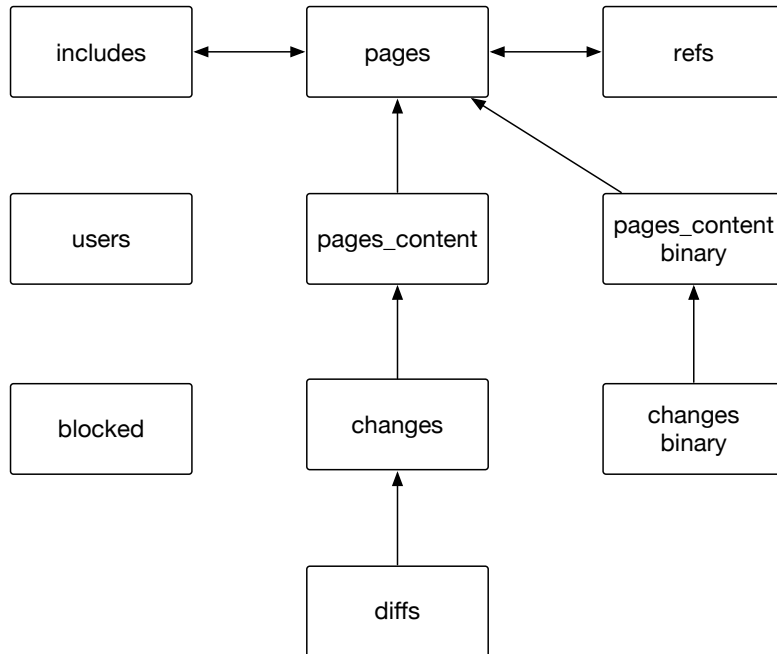 includes
pages
refs
users
pages_content
pages_content
binary
blocked
changes
changes
binary
diffs